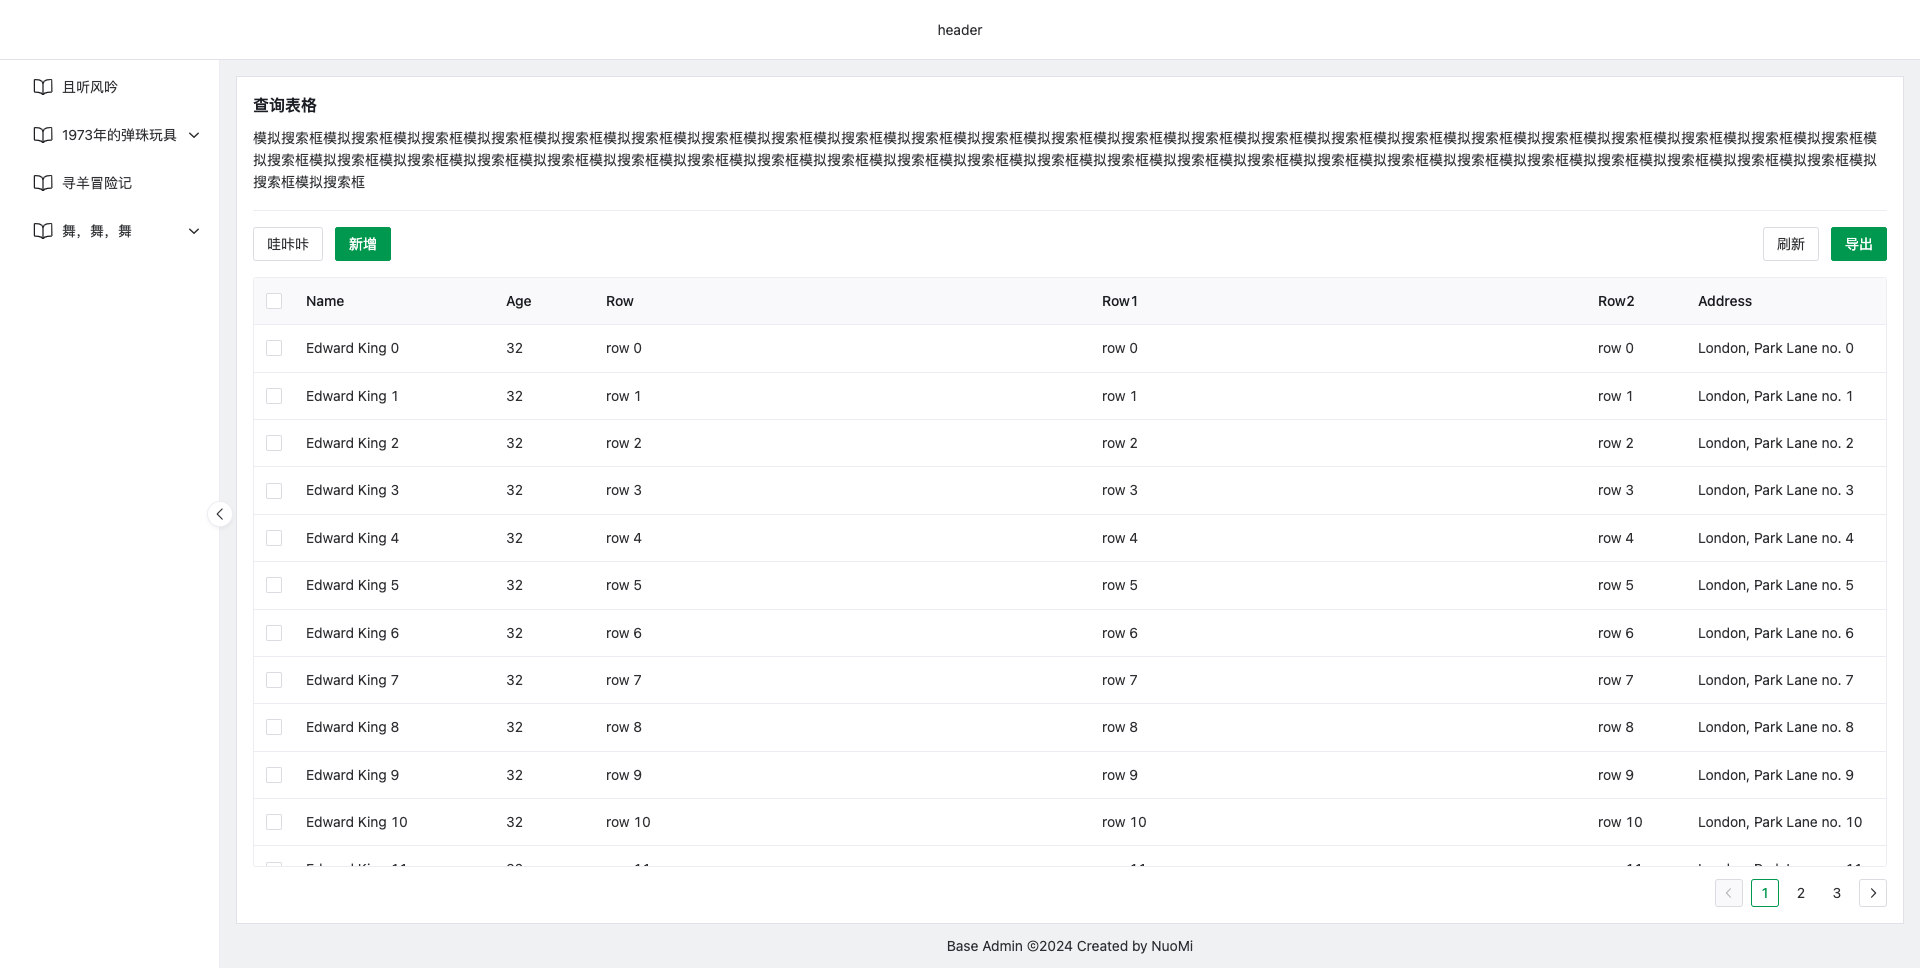 header
且听风吟
1973年的弹珠玩具
寻羊冒险记
舞，舞，舞
查询表格
模拟搜索框模拟搜索框模拟搜索框模拟搜索框模拟搜索框模拟搜索框模拟搜索框模拟搜索框模拟搜索框模拟搜索框模拟搜索框模拟搜索框模拟搜索框模拟搜索框模拟搜索框模拟搜索框模拟搜索框模拟搜索框模拟搜索框模拟搜索框模拟搜索框模拟搜索框模拟搜索框模
拟搜索框模拟搜索框模拟搜索框模拟搜索框模拟搜索框模拟搜索框模拟搜索框模拟搜索框模拟搜索框模拟搜索框模拟搜索框模拟搜索框模拟搜索框模拟搜索框模拟搜索框模拟搜索框模拟搜索框模拟搜索框模拟搜索框模拟搜索框模拟搜索框模拟搜索框模拟搜索框模拟
搜索框模拟搜索框
哇咔咔 新增 刷新 导出
Name Age Row Row1 Row2 Address
Edward King 0 32 row 0 row 0 row 0 London, Park Lane no. 0
Edward King 1 32 row 1 row 1 row 1 London, Park Lane no. 1
Edward King 2 32 row 2 row 2 row 2 London, Park Lane no. 2
Edward King 3 32 row 3 row 3 row 3 London, Park Lane no. 3
Edward King 4 32 row 4 row 4 row 4 London, Park Lane no. 4
Edward King 5 32 row 5 row 5 row 5 London, Park Lane no. 5
Edward King 6 32 row 6 row 6 row 6 London, Park Lane no. 6
Edward King 7 32 row 7 row 7 row 7 London, Park Lane no. 7
Edward King 8 32 row 8 row 8 row 8 London, Park Lane no. 8
Edward King 9 32 row 9 row 9 row 9 London, Park Lane no. 9
Edward King 10 32 row 10 row 10 row 10 London, Park Lane no. 10
1 2 3
Base Admin ©2024 Created by NuoMi